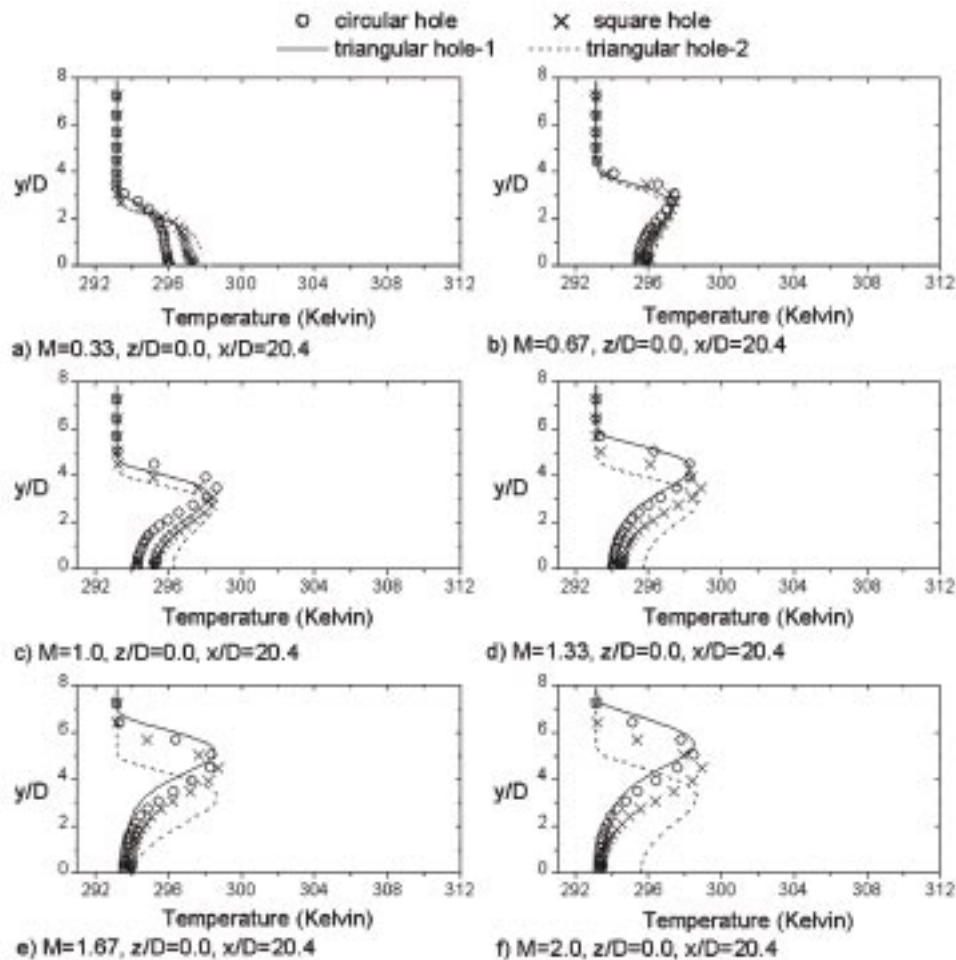 circular hole
square hole
triangular hole-1
triangular hole-2
8
6
y/D 4
2
0
292 296 300 304 308 312
Temperature (Kelvin)
a) M=0.33, z/D=0.0, x/D=20.4
8
6
y/D 4
2
0
292 296 300 304 308 312
Temperature (Kelvin)
b) M=0.67, z/D=0.0, x/D=20.4
8
6
y/D 4
2
0
292 296 300 304 308 312
Temperature (Kelvin)
c) M=1.0, z/D=0.0, x/D=20.4
8
6
y/D 4
2
0
292 296 300 304 308 312
Temperature (Kelvin)
d) M=1.33, z/D=0.0, x/D=20.4
8
6
y/D 4
2
0
292 296 300 304 308 312
Temperature (Kelvin)
e) M=1.67, z/D=0.0, x/D=20.4
8
6
y/D 4
2
0
292 296 300 304 308 312
Temperature (Kelvin)
f) M=2.0, z/D=0.0, x/D=20.4